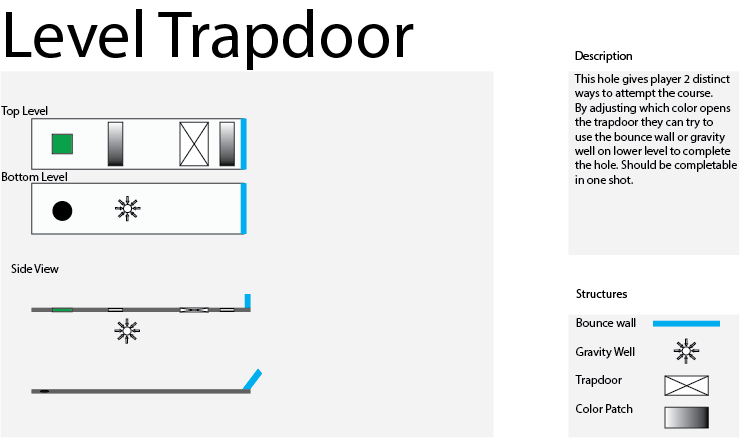 Level Trapdoor
Description
This hole gives player 2 distinct
ways to attempt the course.
By adjusting which color opens
the trapdoor they can try to
use the bounce wall or gravity
well on lower level to complete
the hole. Should be completable
in one shot.
Top Level
Bottom Level
Side View
Structures
Bounce wall
Gravity Well
Trapdoor
Color Patch